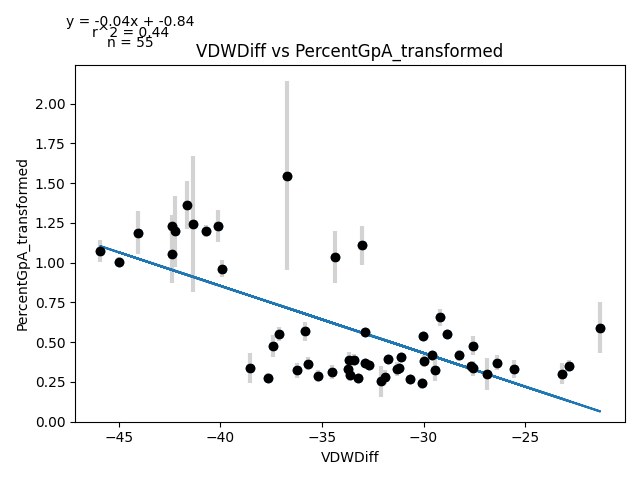 y = -0.04x + -0.84
r^2 = 0.44
n = 55
VDWDiff vs PercentGpA_transformed
PercentGpA_transformed
2.00
1.75
1.50
1.25
1.00
0.75
0.50
0.25
0.00
−45
−40
−35
−30
−25
VDWDiff